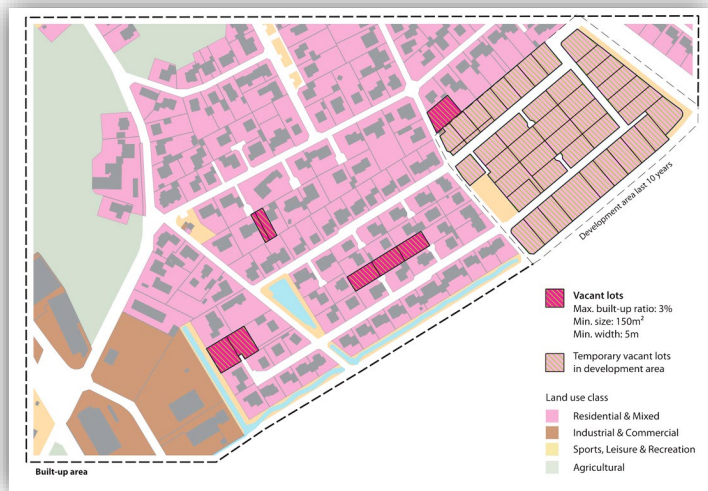 Development area last 10 years
Vacant lots
Max. built-up ratio: 3%
Min. size: 150m²
Min. width: 5m
Temporary vacant lots
in development area
Land use class
Residential & Mixed
Industrial & Commercial
Sports, Leisure & Recreation
Agricultural
Built-up area